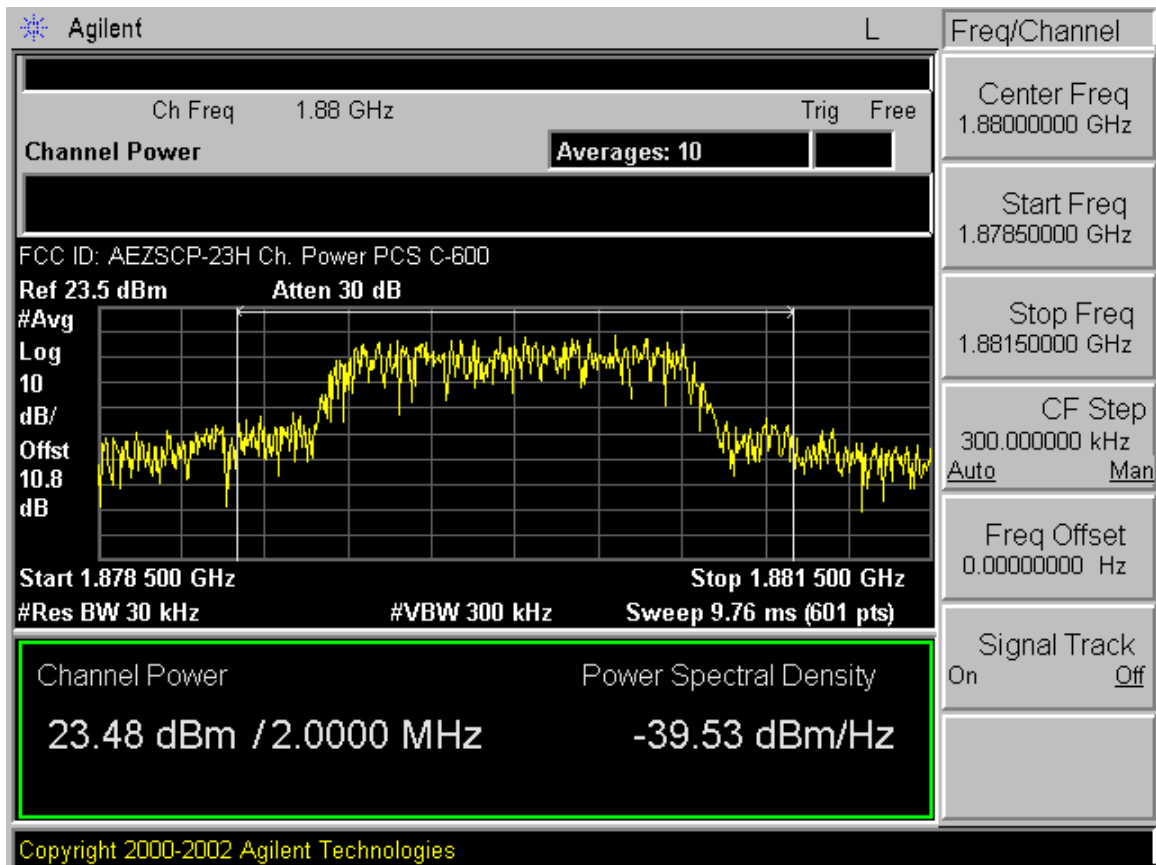 Agilent L Freq/Channel
Ch Freq 1.88 GHz Trig Free
Channel Power Averages: 10
FCC ID: AEZSCP-23H Ch. Power PCS C-600
Ref 23.5 dBm Atten 30 dB
#Avg
Log
10
dB/
Offst
10.8
dB
Start 1.878 500 GHz Stop 1.881 500 GHz
#Res BW 30 kHz #VBW 300 kHz Sweep 9.76 ms (601 pts)
Channel Power Power Spectral Density
23.48 dBm / 2.0000 MHz -39.53 dBm/Hz
Copyright 2000-2002 Agilent Technologies
Center Freq
1.88000000 GHz
Start Freq
1.87850000 GHz
Stop Freq
1.88150000 GHz
CF Step
300.000000 kHz
Auto Man
Freq Offset
0.00000000 Hz
Signal Track
On Off